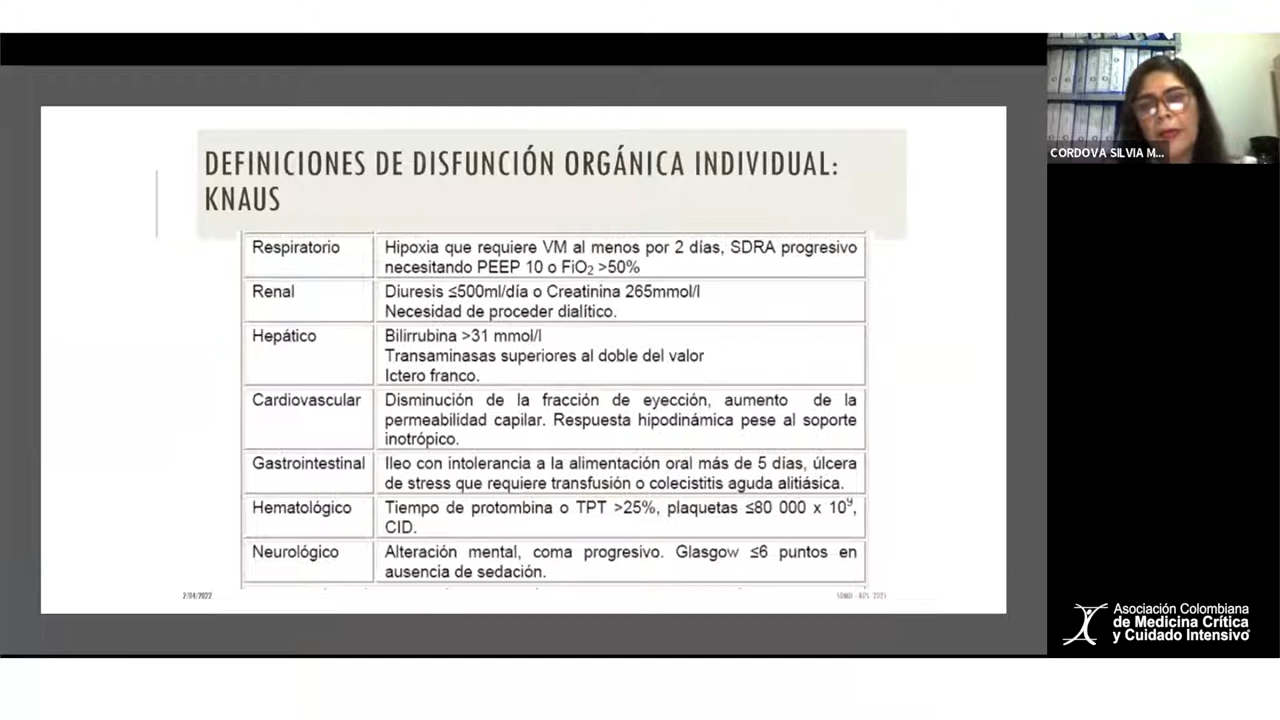 DEFINICIONES DE DISFUNCIÓN ORGÁNICA INDIVIDUAL:
KNAUS
Respiratorio
Hipoxia que requiere VM al menos por 2 días, SDRA progresivo
necesitando PEEP 10 o FiO₂ >50%
Renal
Diuresis ≤500ml/día o Creatinina 265mmol/l
Necesidad de proceder dialítico.
Hepático
Bilirrubina >31 mmol/l
Transaminasas superiores al doble del valor
Ictero franco.
Cardiovascular
Disminución de la fracción de eyección, aumento de la
permeabilidad capilar. Respuesta hipodinámica pese al soporte
inotrópico.
Gastrointestinal
Ileo con intolerancia a la alimentación oral más de 5 días, úlcera
de stress que requiere transfusión o colecistitis aguda alitiásica.
Hematológico
Tiempo de protombina o TPT >25%, plaquetas ≤80 000 x 10⁹,
CID.
Neurológico
Alteración mental, coma progresivo. Glasgow ≤6 puntos en
ausencia de sedación.
2/04/2022
CORDOVA SILVIA M...
Asociación Colombiana
de Medicina Crítica
y Cuidado Intensivo